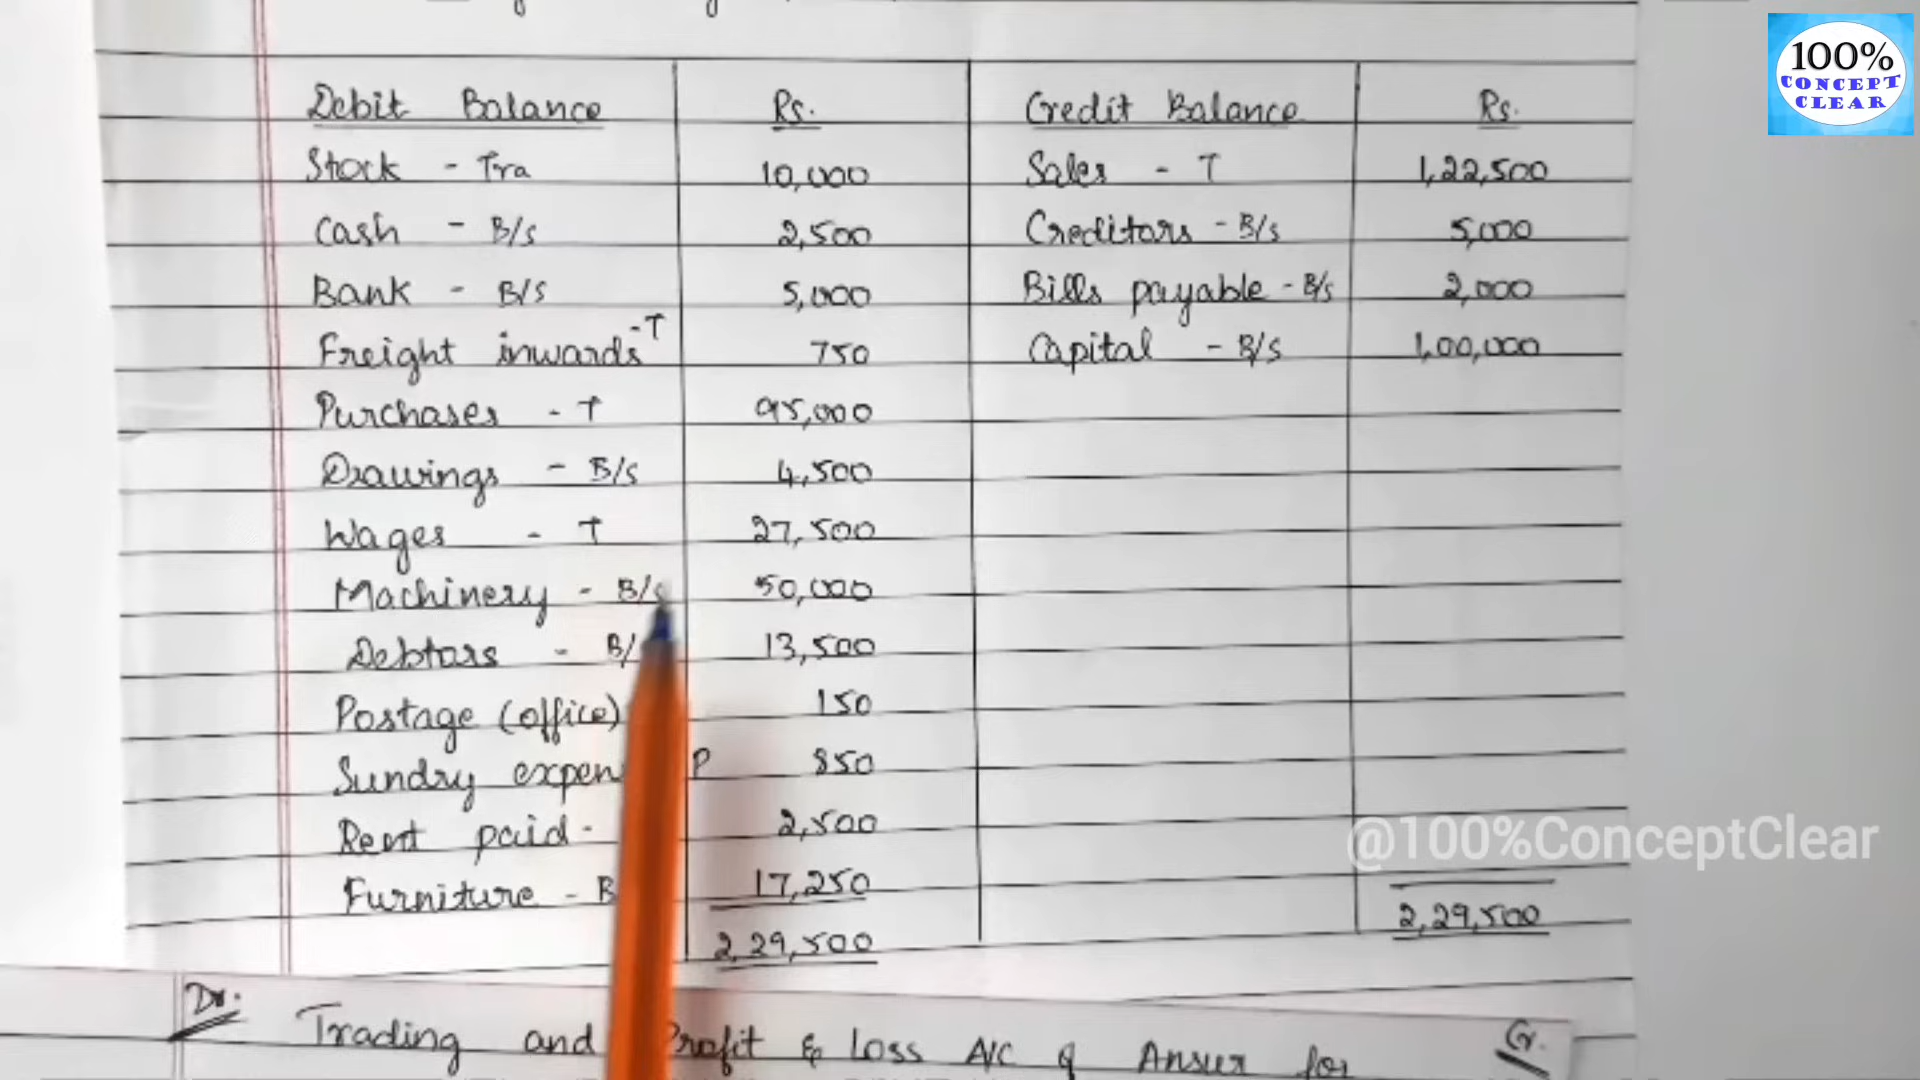 100%
CONCEPT
CLEAR
Debit Balance Rs. Credit Balance Rs.
Stock - Tra 10,000 Sales - T 1,22,500
Cash - B/s 2,500 Creditors - B/s 5,000
Bank - B/S 5,000 Bills payable - B/s 2,000
Freight inwards - T 750 Capital - B/S 1,00,000
Purchases - T 95,000
Drawings - B/s 4,500
Wages - T 27,500
Machinery - B/s 50,000
Debtors - B/ 13,500
Postage (office) 150
Sundry expen P 850
Rent paid - 2,500
Furniture - B 17,250
2,29,500 2,29,500
@100%ConceptClear
Dr. Cr.
Trading and Profit & Loss A/C of Ansur for